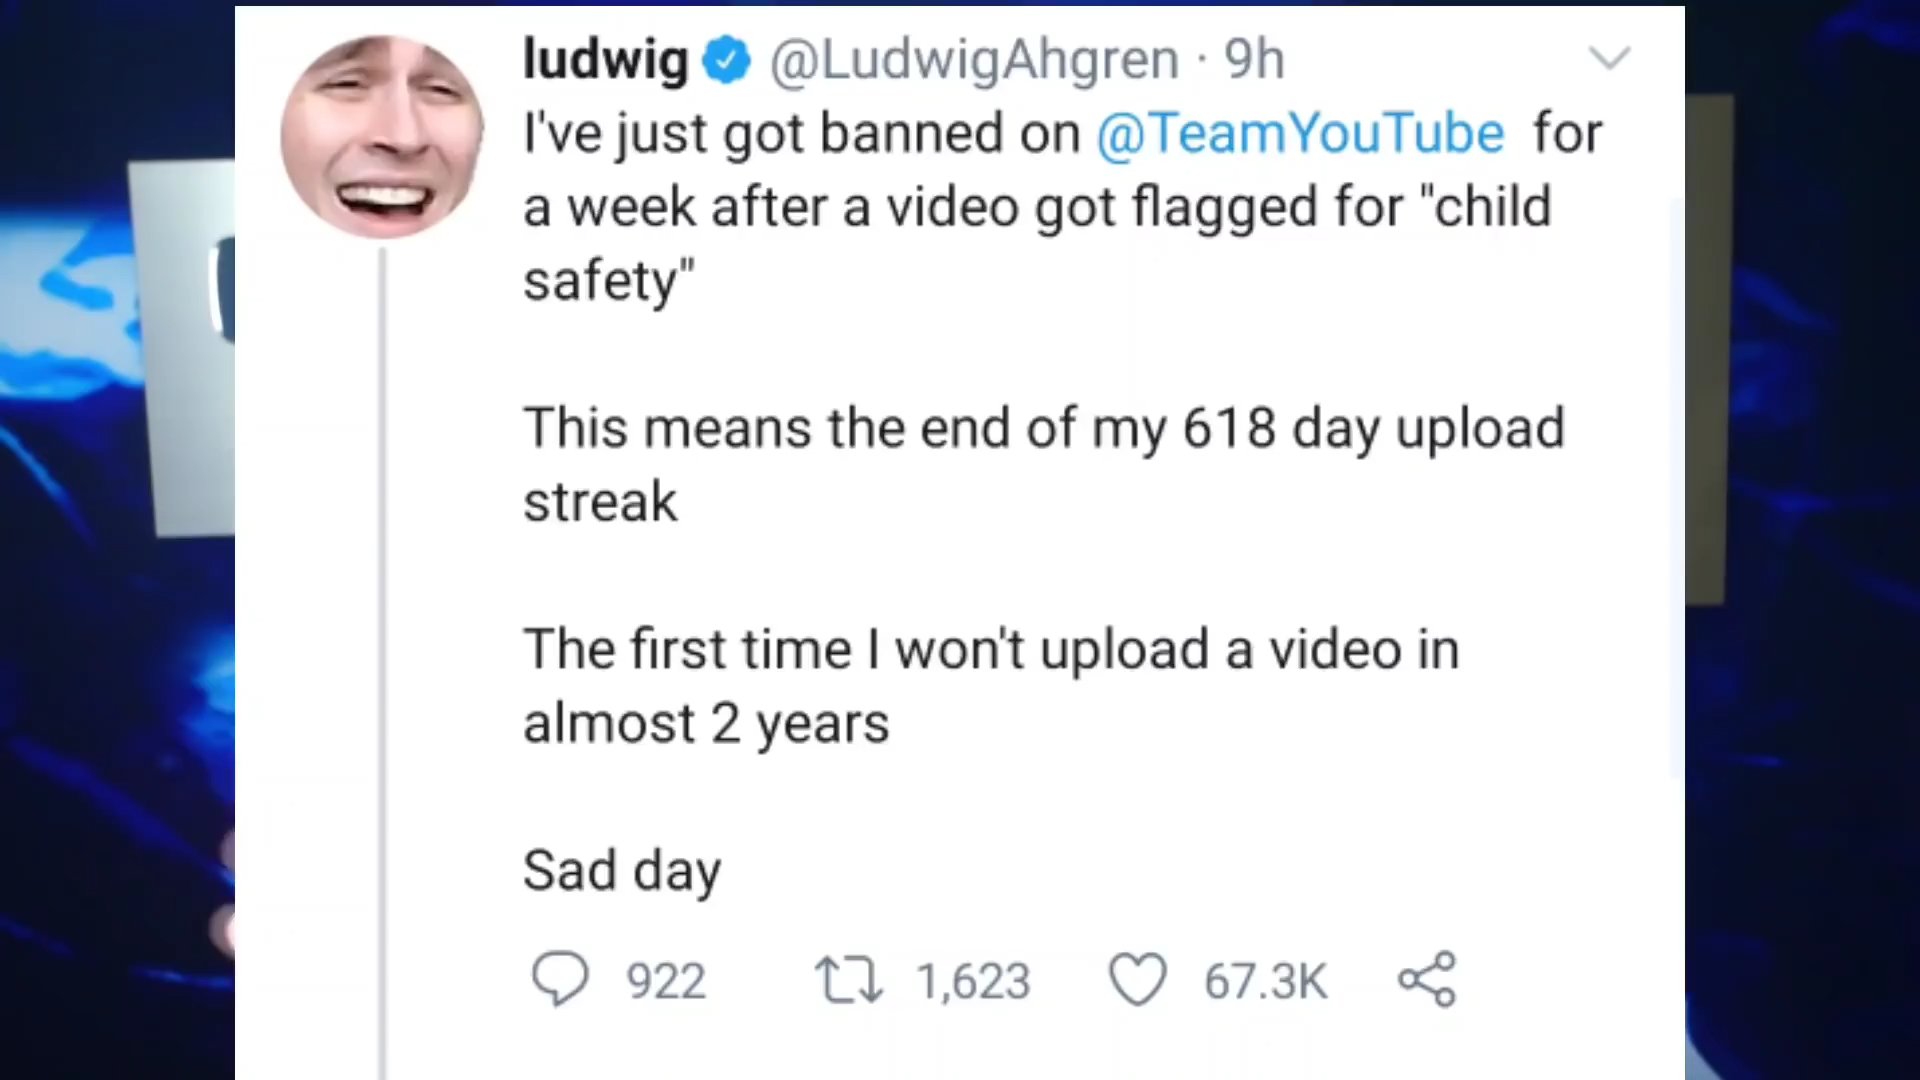 ludwig @LudwigAhgren · 9h
I've just got banned on @TeamYouTube for
a week after a video got flagged for "child
safety"
This means the end of my 618 day upload
streak
The first time I won't upload a video in
almost 2 years
Sad day
922 1,623 67.3K